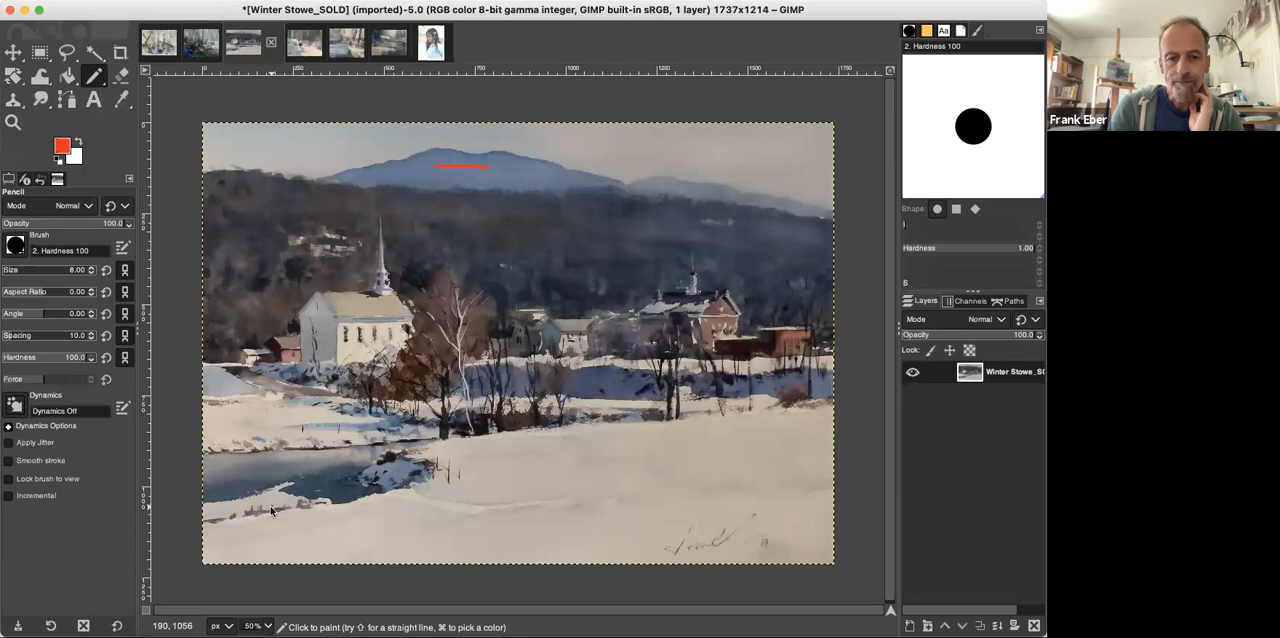 *[Winter Stowe_SOLD] (imported)-5.0 (RGB color 8-bit gamma integer, GIMP built-in sRGB, 1 layer) 1737x1214 – GIMP
Aa
2. Hardness 100
Frank Eber
0 250 500 750 1000 1250 1500 1750
Pencil
Mode Normal
Opacity 100.0
Brush
2. Hardness 100
Size 8.00
Aspect Ratio 0.00
Angle 0.00
Spacing 10.0
Hardness 100.0
Force
Dynamics
Dynamics Off
Dynamics Options
Apply Jitter
Smooth stroke
Lock brush to view
Incremental
Shape:
Hardness 1.00
Layers Channels Paths
Mode Normal
Opacity 100.0
Lock:
Winter Stowe_SO
190, 1056 px 50% Click to paint (try ⇧ for a straight line, ⌘ to pick a color)